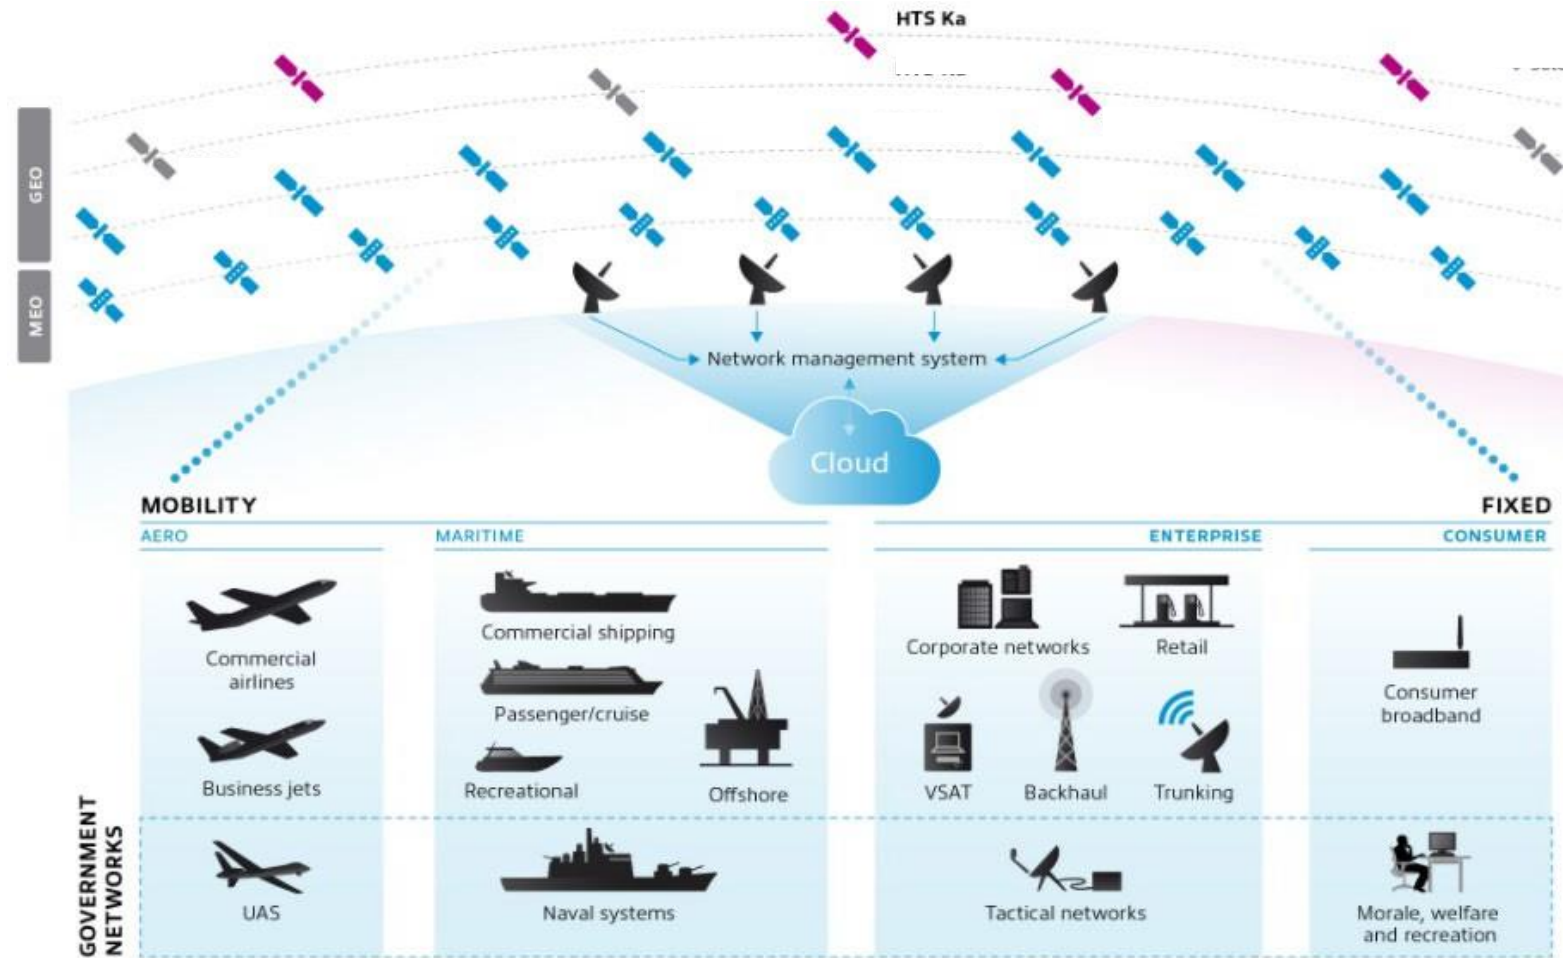 HTS Ka
GEO
MEO
Network management system
Cloud
MOBILITY
FIXED
AERO
MARITIME
ENTERPRISE
CONSUMER
Commercial
airlines
Business jets
Commercial shipping
Passenger/cruise
Recreational
Offshore
Corporate networks
Retail
VSAT
Backhaul
Trunking
Consumer
broadband
GOVERNMENT
NETWORKS
UAS
Naval systems
Tactical networks
Morale, welfare
and recreation